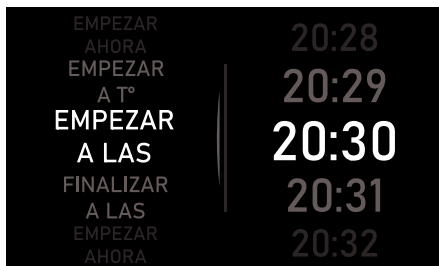 EMPEZAR
AHORA
EMPEZAR
A Tº
EMPEZAR
A LAS
FINALIZAR
A LAS
EMPEZAR
AHORA
20:28
20:29
20:30
20:31
20:32